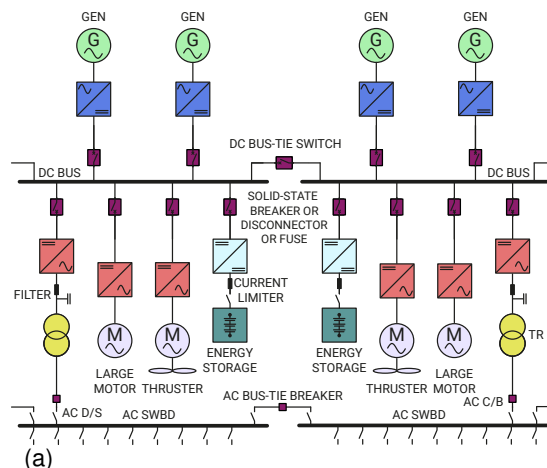 GEN
GEN
GEN
GEN
G
G
G
G
DC BUS-TIE SWITCH
DC BUS
DC BUS
SOLID-STATE
BREAKER OR
DISCONNECTOR
OR FUSE
CURRENT
LIMITER
FILTER
M
M
M
M
TR
LARGE
MOTOR
THRUSTER
ENERGY
STORAGE
ENERGY
STORAGE
THRUSTER
LARGE
MOTOR
AC D/S
AC SWBD
AC BUS-TIE BREAKER
AC SWBD
AC C/B
(a)